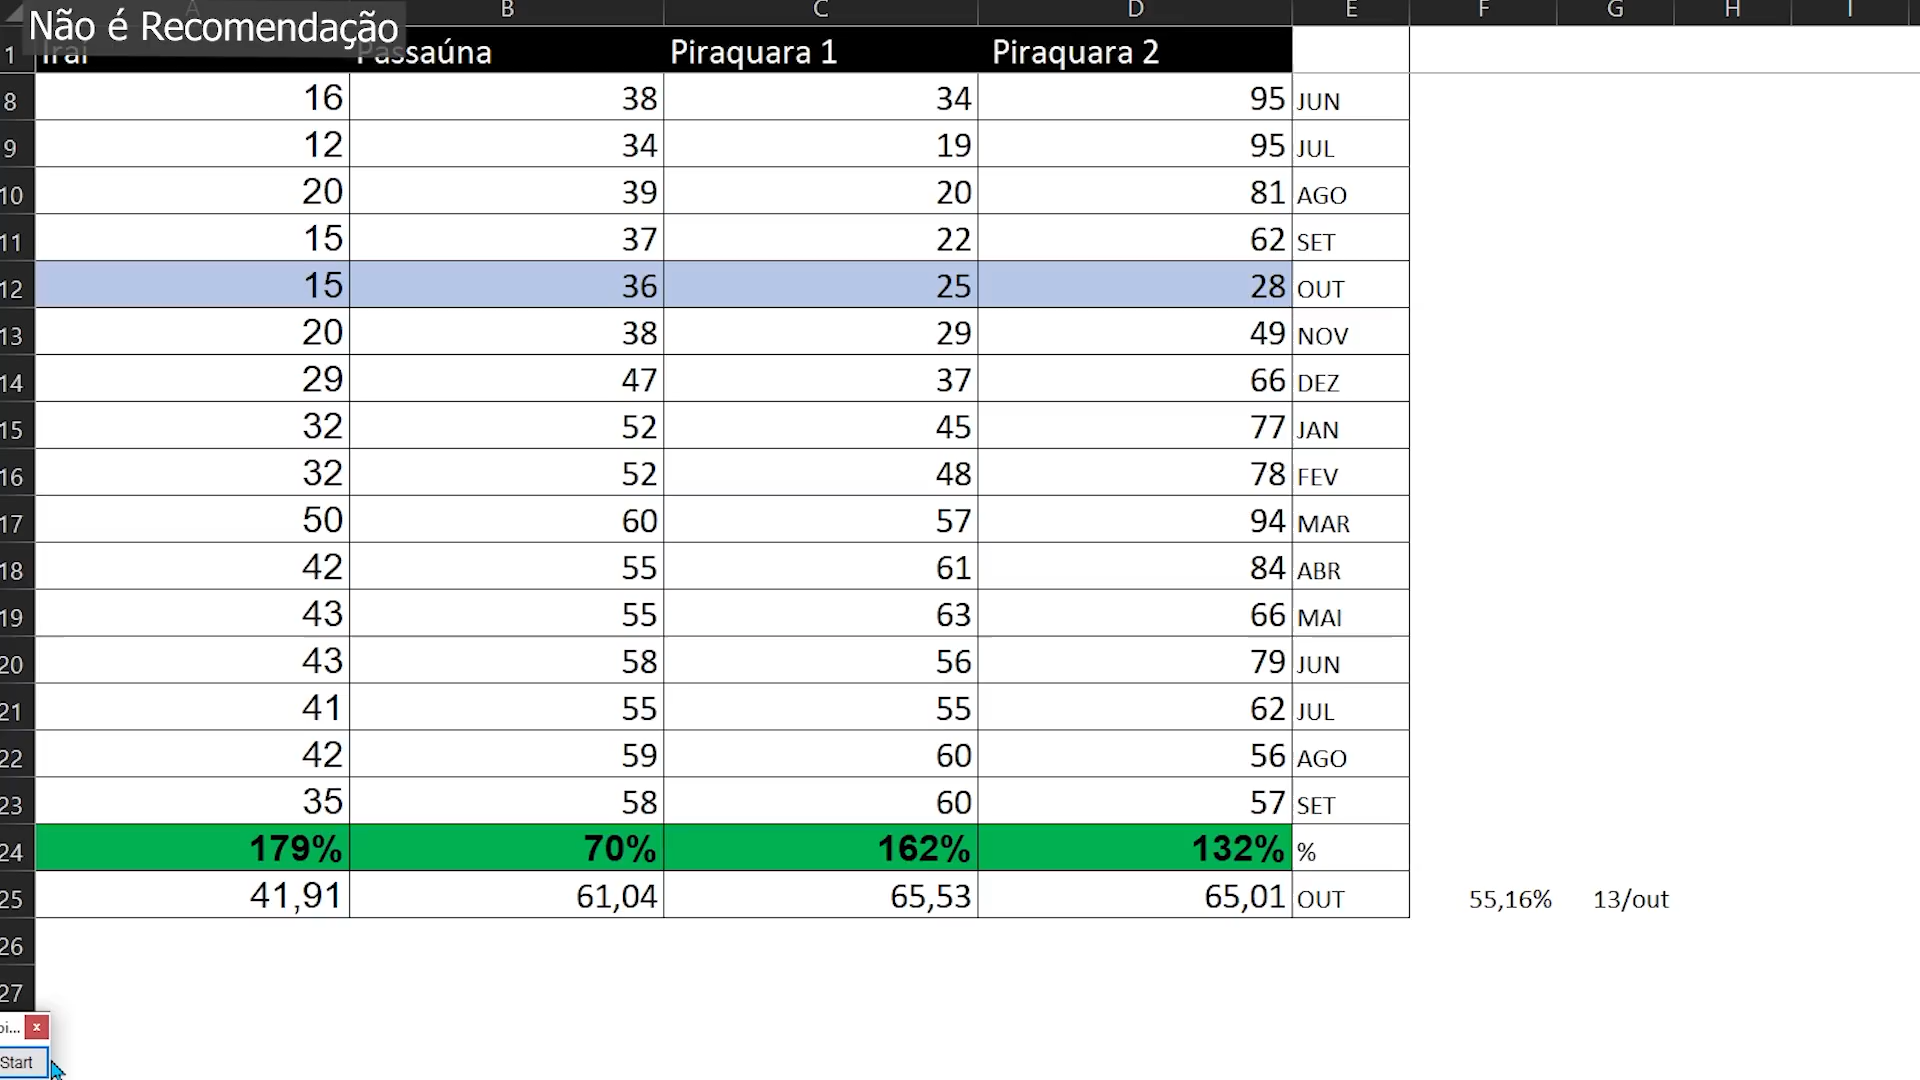 A B C D E F G H I
Não é Recomendação
1 Iraí Passaúna Piraquara 1 Piraquara 2
8 16 38 34 95 JUN
9 12 34 19 95 JUL
10 20 39 20 81 AGO
11 15 37 22 62 SET
12 15 36 25 28 OUT
13 20 38 29 49 NOV
14 29 47 37 66 DEZ
15 32 52 45 77 JAN
16 32 52 48 78 FEV
17 50 60 57 94 MAR
18 42 55 61 84 ABR
19 43 55 63 66 MAI
20 43 58 56 79 JUN
21 41 55 55 62 JUL
22 42 59 60 56 AGO
23 35 58 60 57 SET
24 179% 70% 162% 132% %
25 41,91 61,04 65,53 65,01 OUT 55,16% 13/out
26
27
oi... x
Start